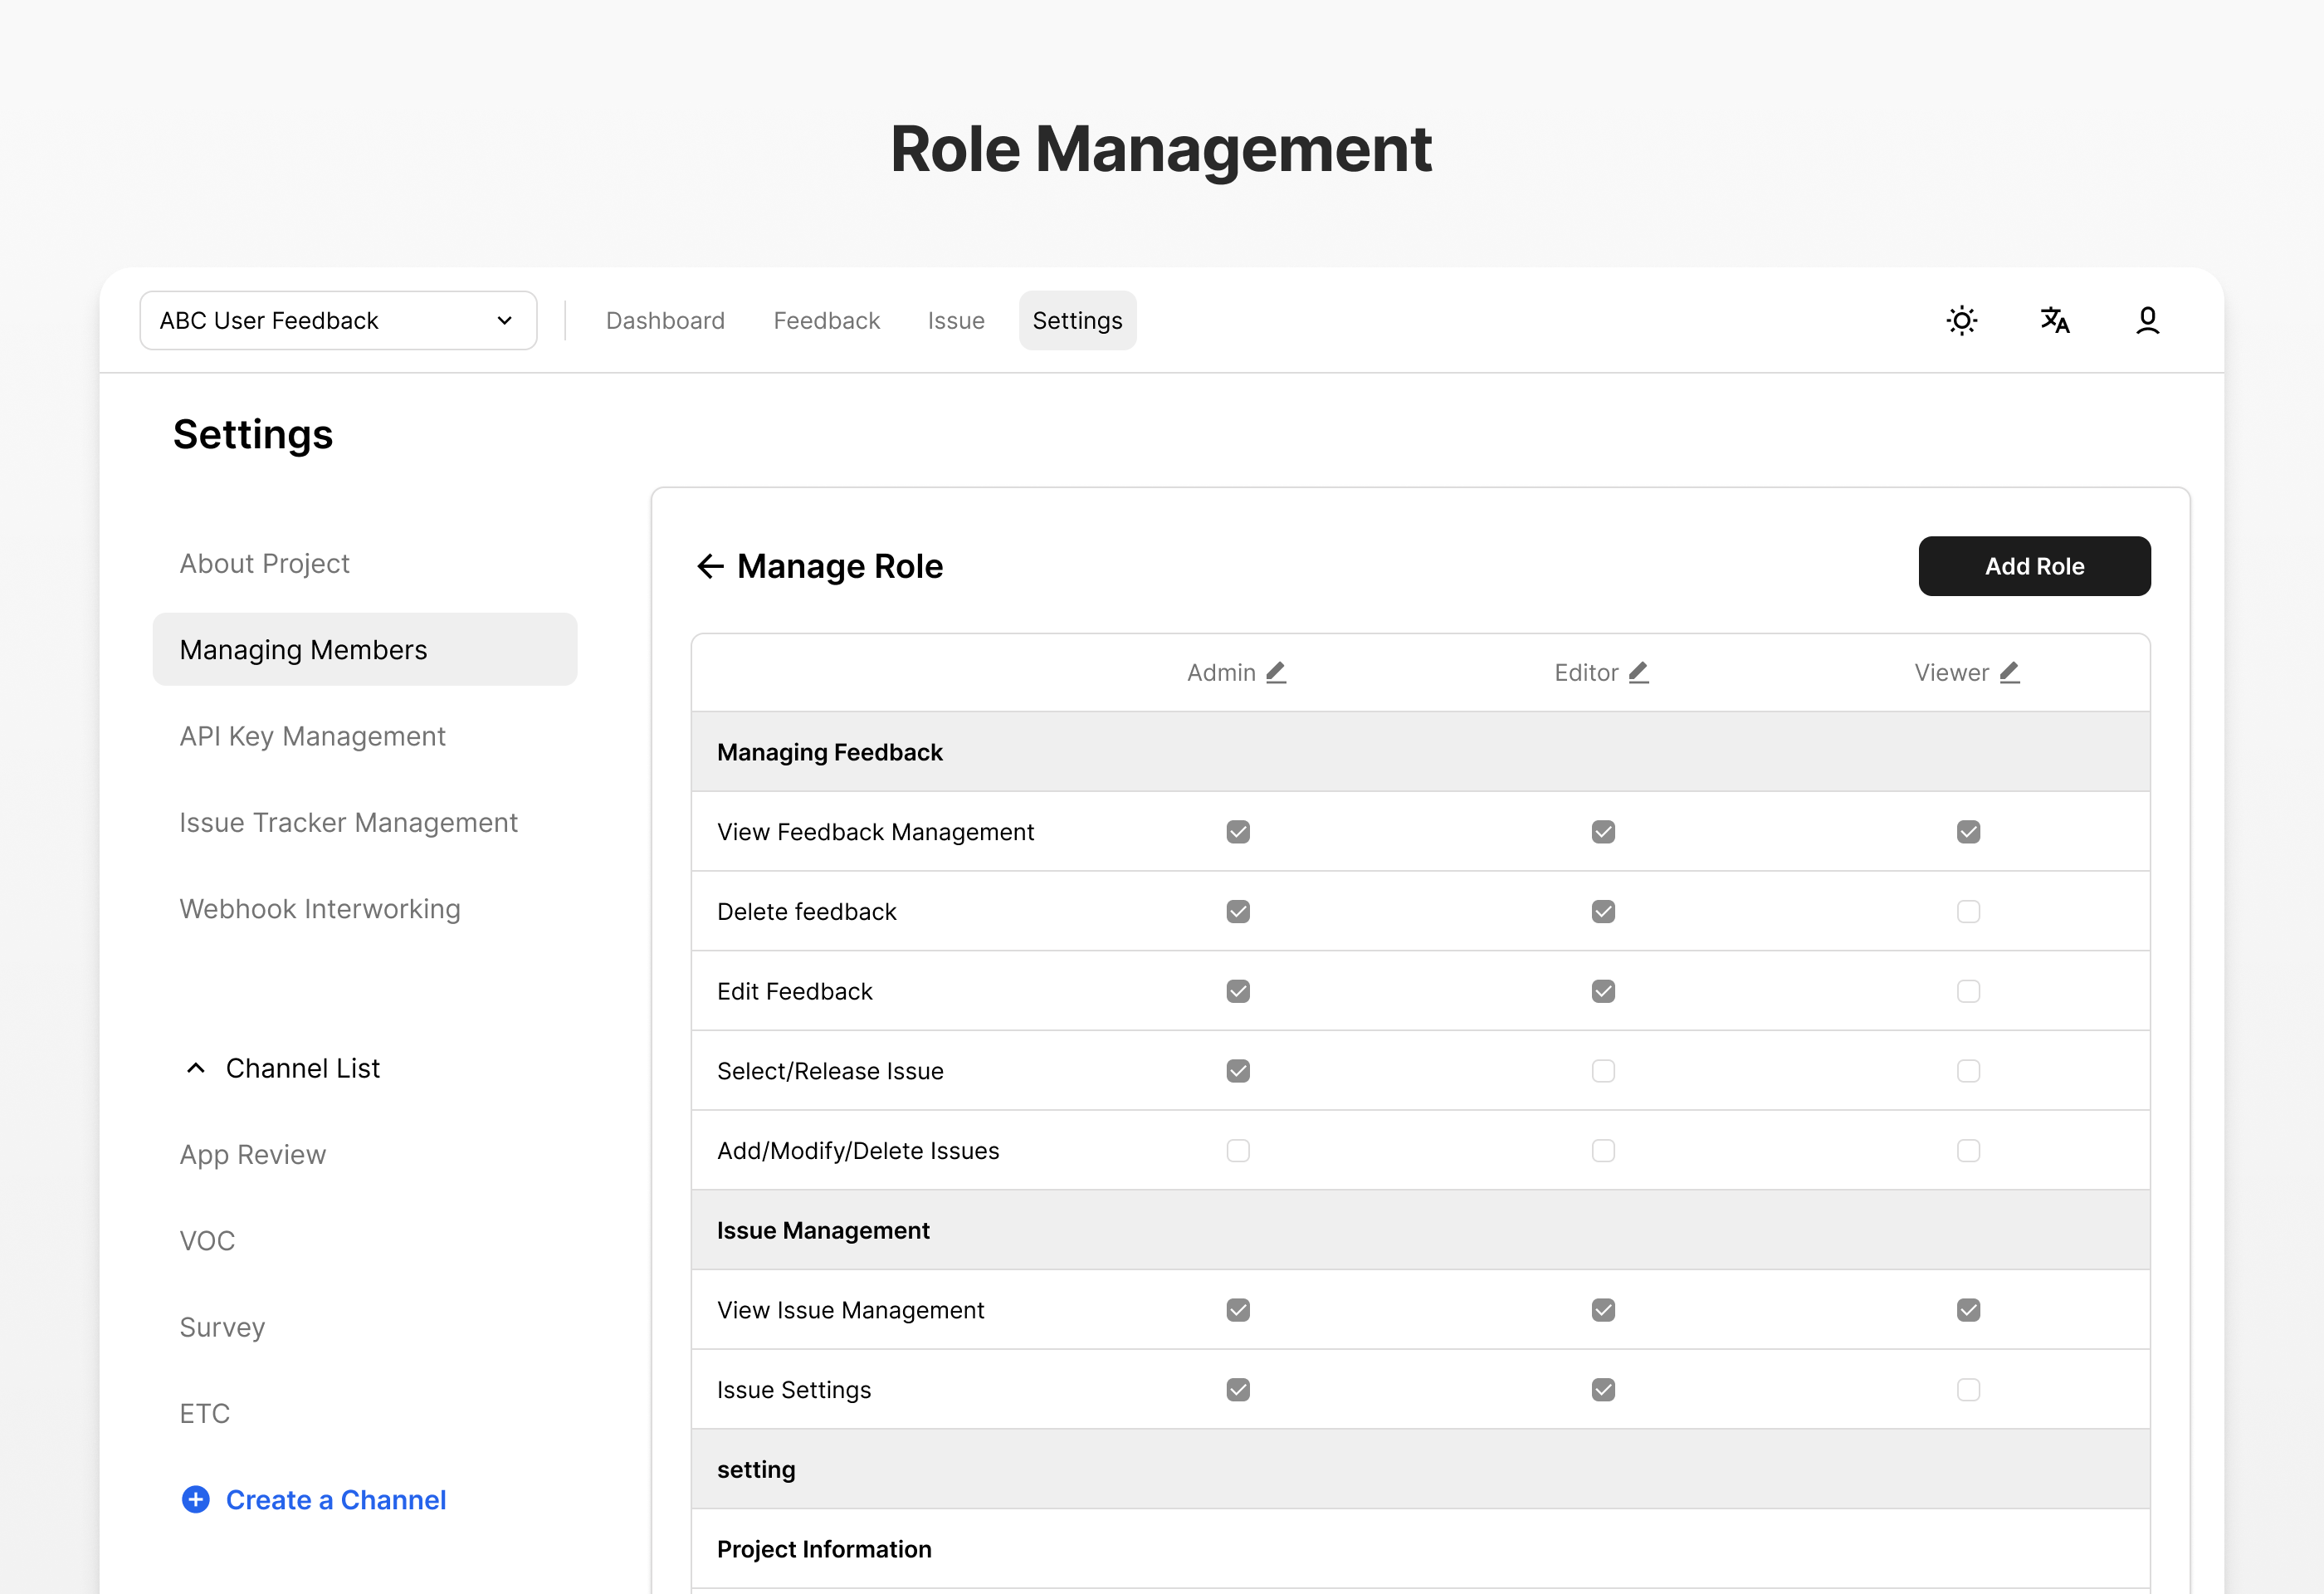 Role Management
ABC User Feedback
Dashboard
Feedback
Issue
Settings
Settings
About Project
Managing Members
API Key Management
Issue Tracker Management
Webhook Interworking
Channel List
App Review
VOC
Survey
ETC
Create a Channel
Manage Role
Add Role
Admin
Editor
Viewer
Managing Feedback
View Feedback Management
Delete feedback
Edit Feedback
Select/Release Issue
Add/Modify/Delete Issues
Issue Management
View Issue Management
Issue Settings
setting
Project Information